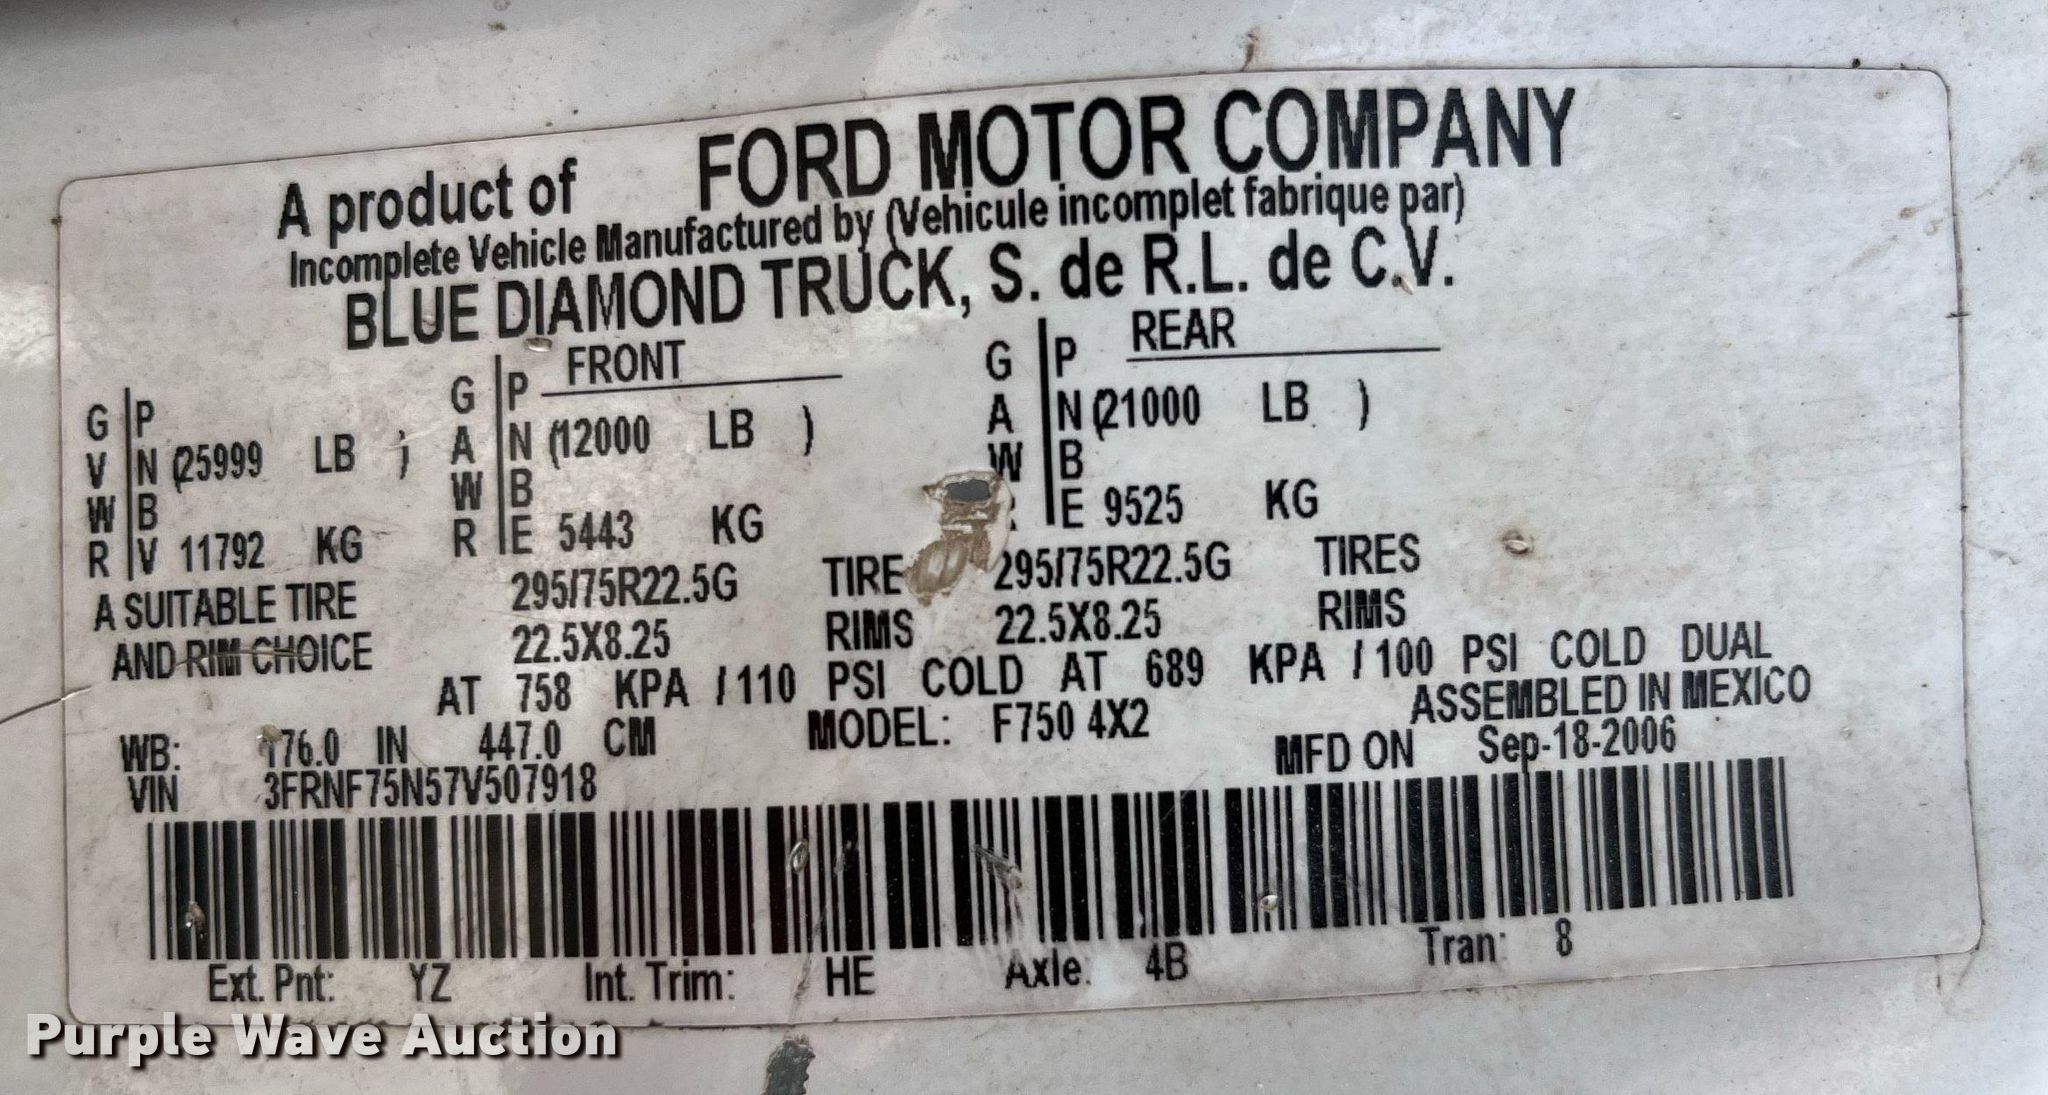 A product of FORD MOTOR COMPANY
Incomplete Vehicle Manufactured by (Vehicule incomplet fabrique par)
BLUE DIAMOND TRUCK, S. de R.L. de C.V.
FRONT REAR
G P G P G P
V N (25999 LB ) A N (12000 LB ) A N (21000 LB )
W B W B W B
R V 11792 KG R E 5443 KG E 9525 KG
A SUITABLE TIRE 295/75R22.5G TIRE 295/75R22.5G TIRES
AND RIM CHOICE 22.5X8.25 RIMS 22.5X8.25 RIMS
AT 758 KPA / 110 PSI COLD AT 689 KPA / 100 PSI COLD DUAL
WB: 176.0 IN 447.0 CM MODEL: F750 4X2 ASSEMBLED IN MEXICO
VIN 3FRNF75N57V507918 MFD ON Sep-18-2006
Ext. Pnt: YZ Int. Trim: HE Axle: 4B Tran: 8
Purple Wave Auction